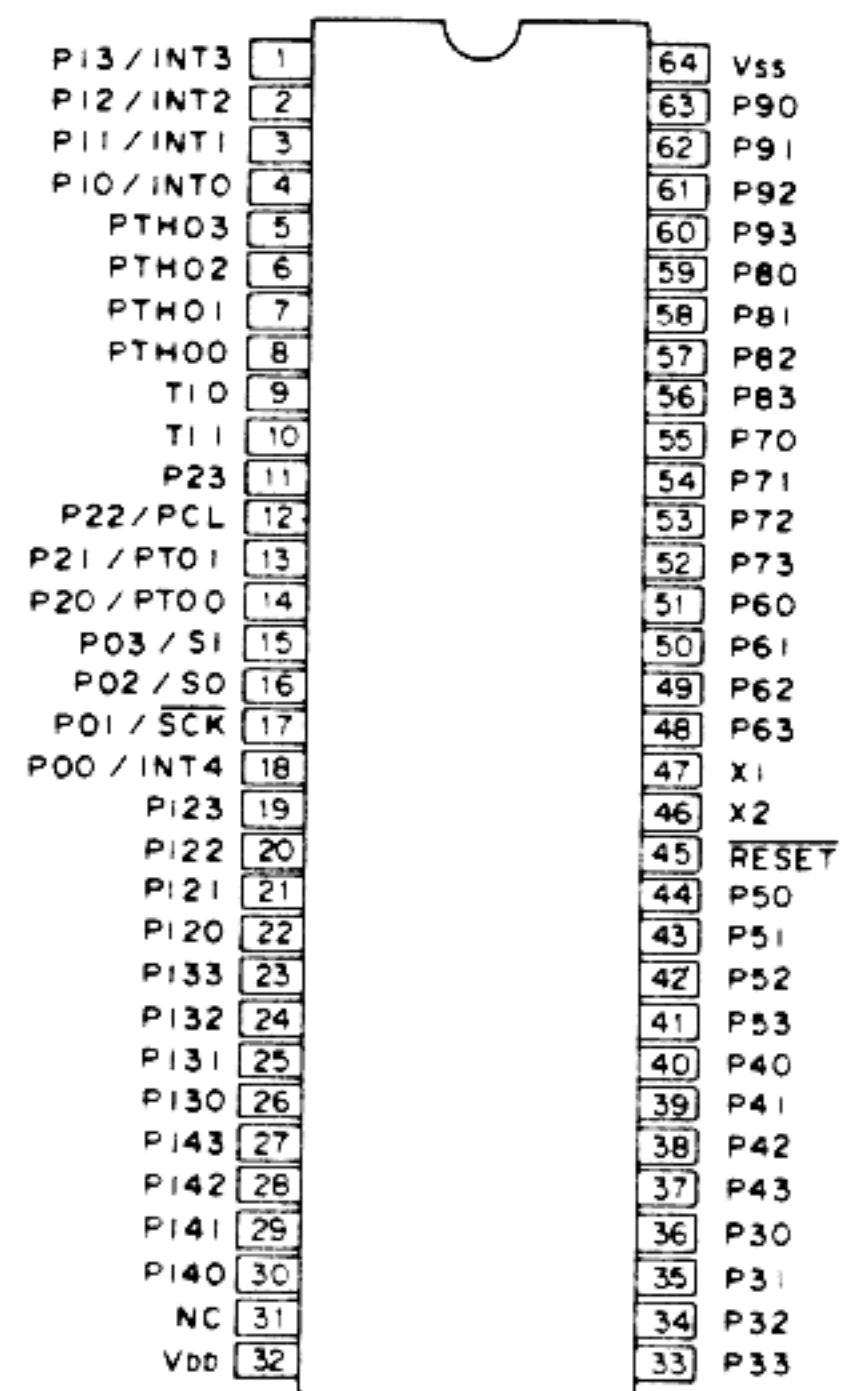 P13 / INT3 1 64 Vss
P12 / INT2 2 63 P90
P11 / INT1 3 62 P91
P10 / INT0 4 61 P92
PTH03 5 60 P93
PTH02 6 59 P80
PTH01 7 58 P81
PTH00 8 57 P82
TI0 9 56 P83
TI1 10 55 P70
P23 11 54 P71
P22/PCL 12 53 P72
P21 / PTO1 13 52 P73
P20 / PTO0 14 51 P60
P03 / SI 15 50 P61
P02 / SO 16 49 P62
P01 / SCK 17 48 P63
P00 / INT4 18 47 X1
P123 19 46 X2
P122 20 45 RESET
P121 21 44 P50
P120 22 43 P51
P133 23 42 P52
P132 24 41 P53
P131 25 40 P40
P130 26 39 P41
P143 27 38 P42
P142 28 37 P43
P141 29 36 P30
P140 30 35 P31
NC 31 34 P32
VDD 32 33 P33